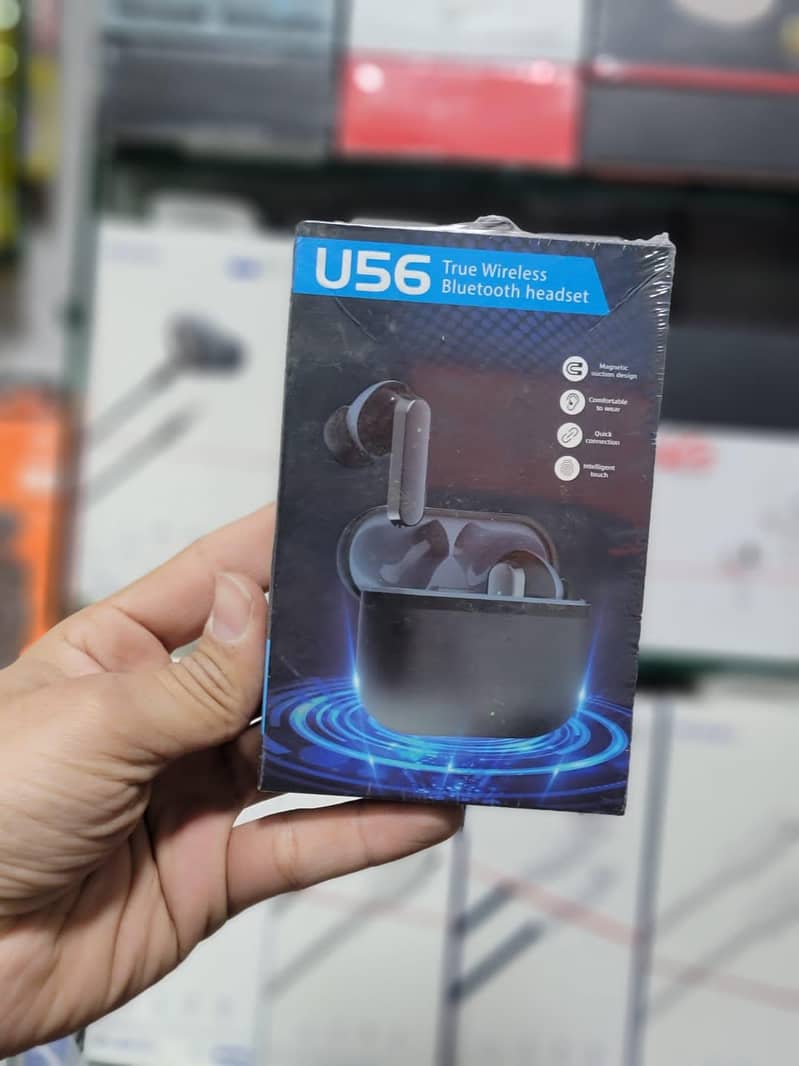 U56
True Wireless
Bluetooth headset
Magnetic
suction design
Comfortable
to wear
Quick
connection
Intelligent
touch